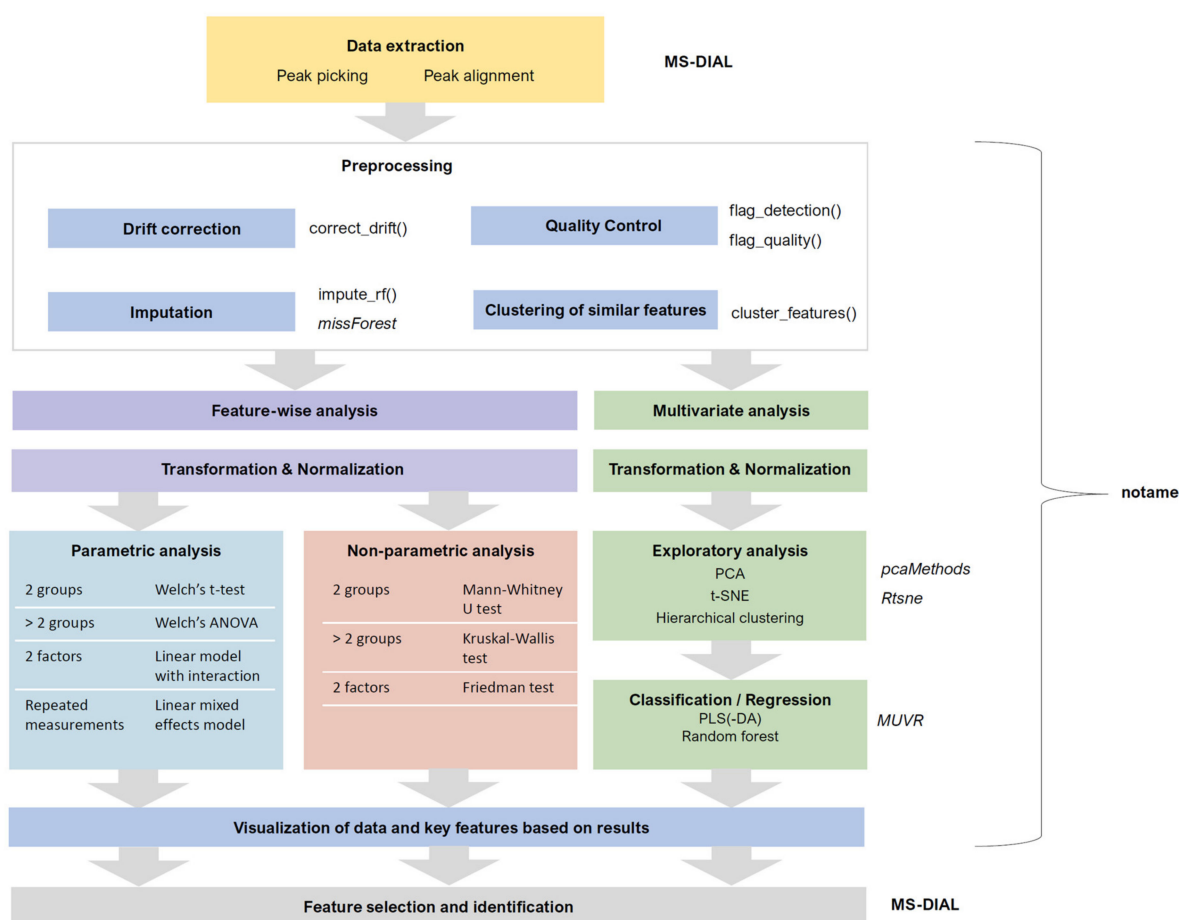 Data extraction
Peak picking Peak alignment
MS-DIAL
Preprocessing
Drift correction correct_drift()
Quality Control
flag_detection()
flag_quality()
Imputation
impute_rf()
missForest
Clustering of similar features cluster_features()
Feature-wise analysis
Multivariate analysis
Transformation & Normalization
Transformation & Normalization
notame
Parametric analysis
2 groups Welch's t-test
> 2 groups Welch's ANOVA
2 factors Linear model
with interaction
Repeated Linear mixed
measurements effects model
Non-parametric analysis
2 groups Mann-Whitney
U test
> 2 groups Kruskal-Wallis
test
2 factors Friedman test
Exploratory analysis
PCA
t-SNE
Hierarchical clustering
pcaMethods
Rtsne
Classification / Regression
PLS(-DA)
Random forest
MUVR
Visualization of data and key features based on results
Feature selection and identification
MS-DIAL